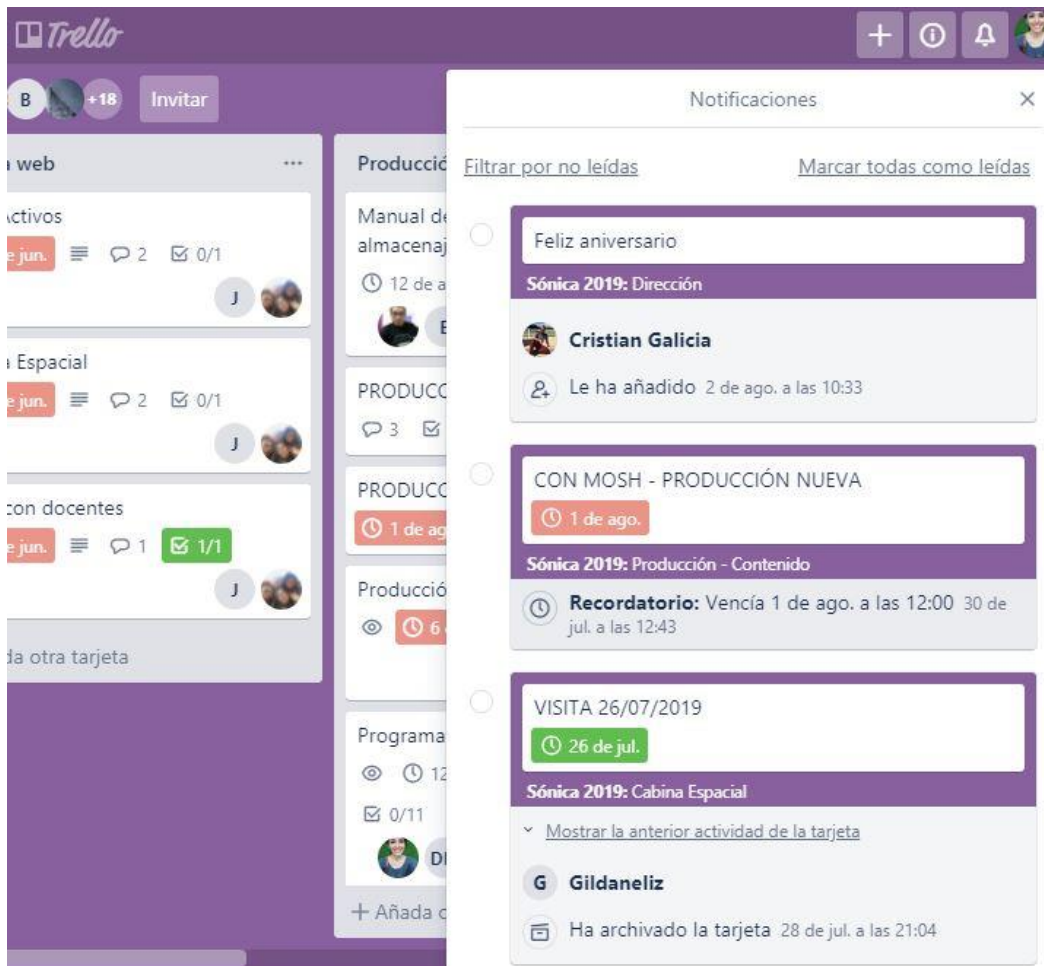 Trello
B
+18
Invitar
web
...
ctivos
e jun.
2
0/1
J
Espacial
e jun.
2
0/1
J
con docentes
e jun.
1
1/1
J
da otra tarjeta
Producció
Manual de
almacenaj
12 de a
E
PRODUCC
3
PRODUCC
1 de ag
Producció
6
Programa
12
0/11
DI
+ Añada o
Notificaciones
Filtrar por no leídas
Marcar todas como leídas
Feliz aniversario
Sónica 2019: Dirección
Cristian Galicia
Le ha añadido 2 de ago. a las 10:33
CON MOSH - PRODUCCIÓN NUEVA
1 de ago.
Sónica 2019: Producción - Contenido
Recordatorio: Vencía 1 de ago. a las 12:00 30 de
jul. a las 12:43
VISITA 26/07/2019
26 de jul.
Sónica 2019: Cabina Espacial
Mostrar la anterior actividad de la tarjeta
G Gildaneliz
Ha archivado la tarjeta 28 de jul. a las 21:04